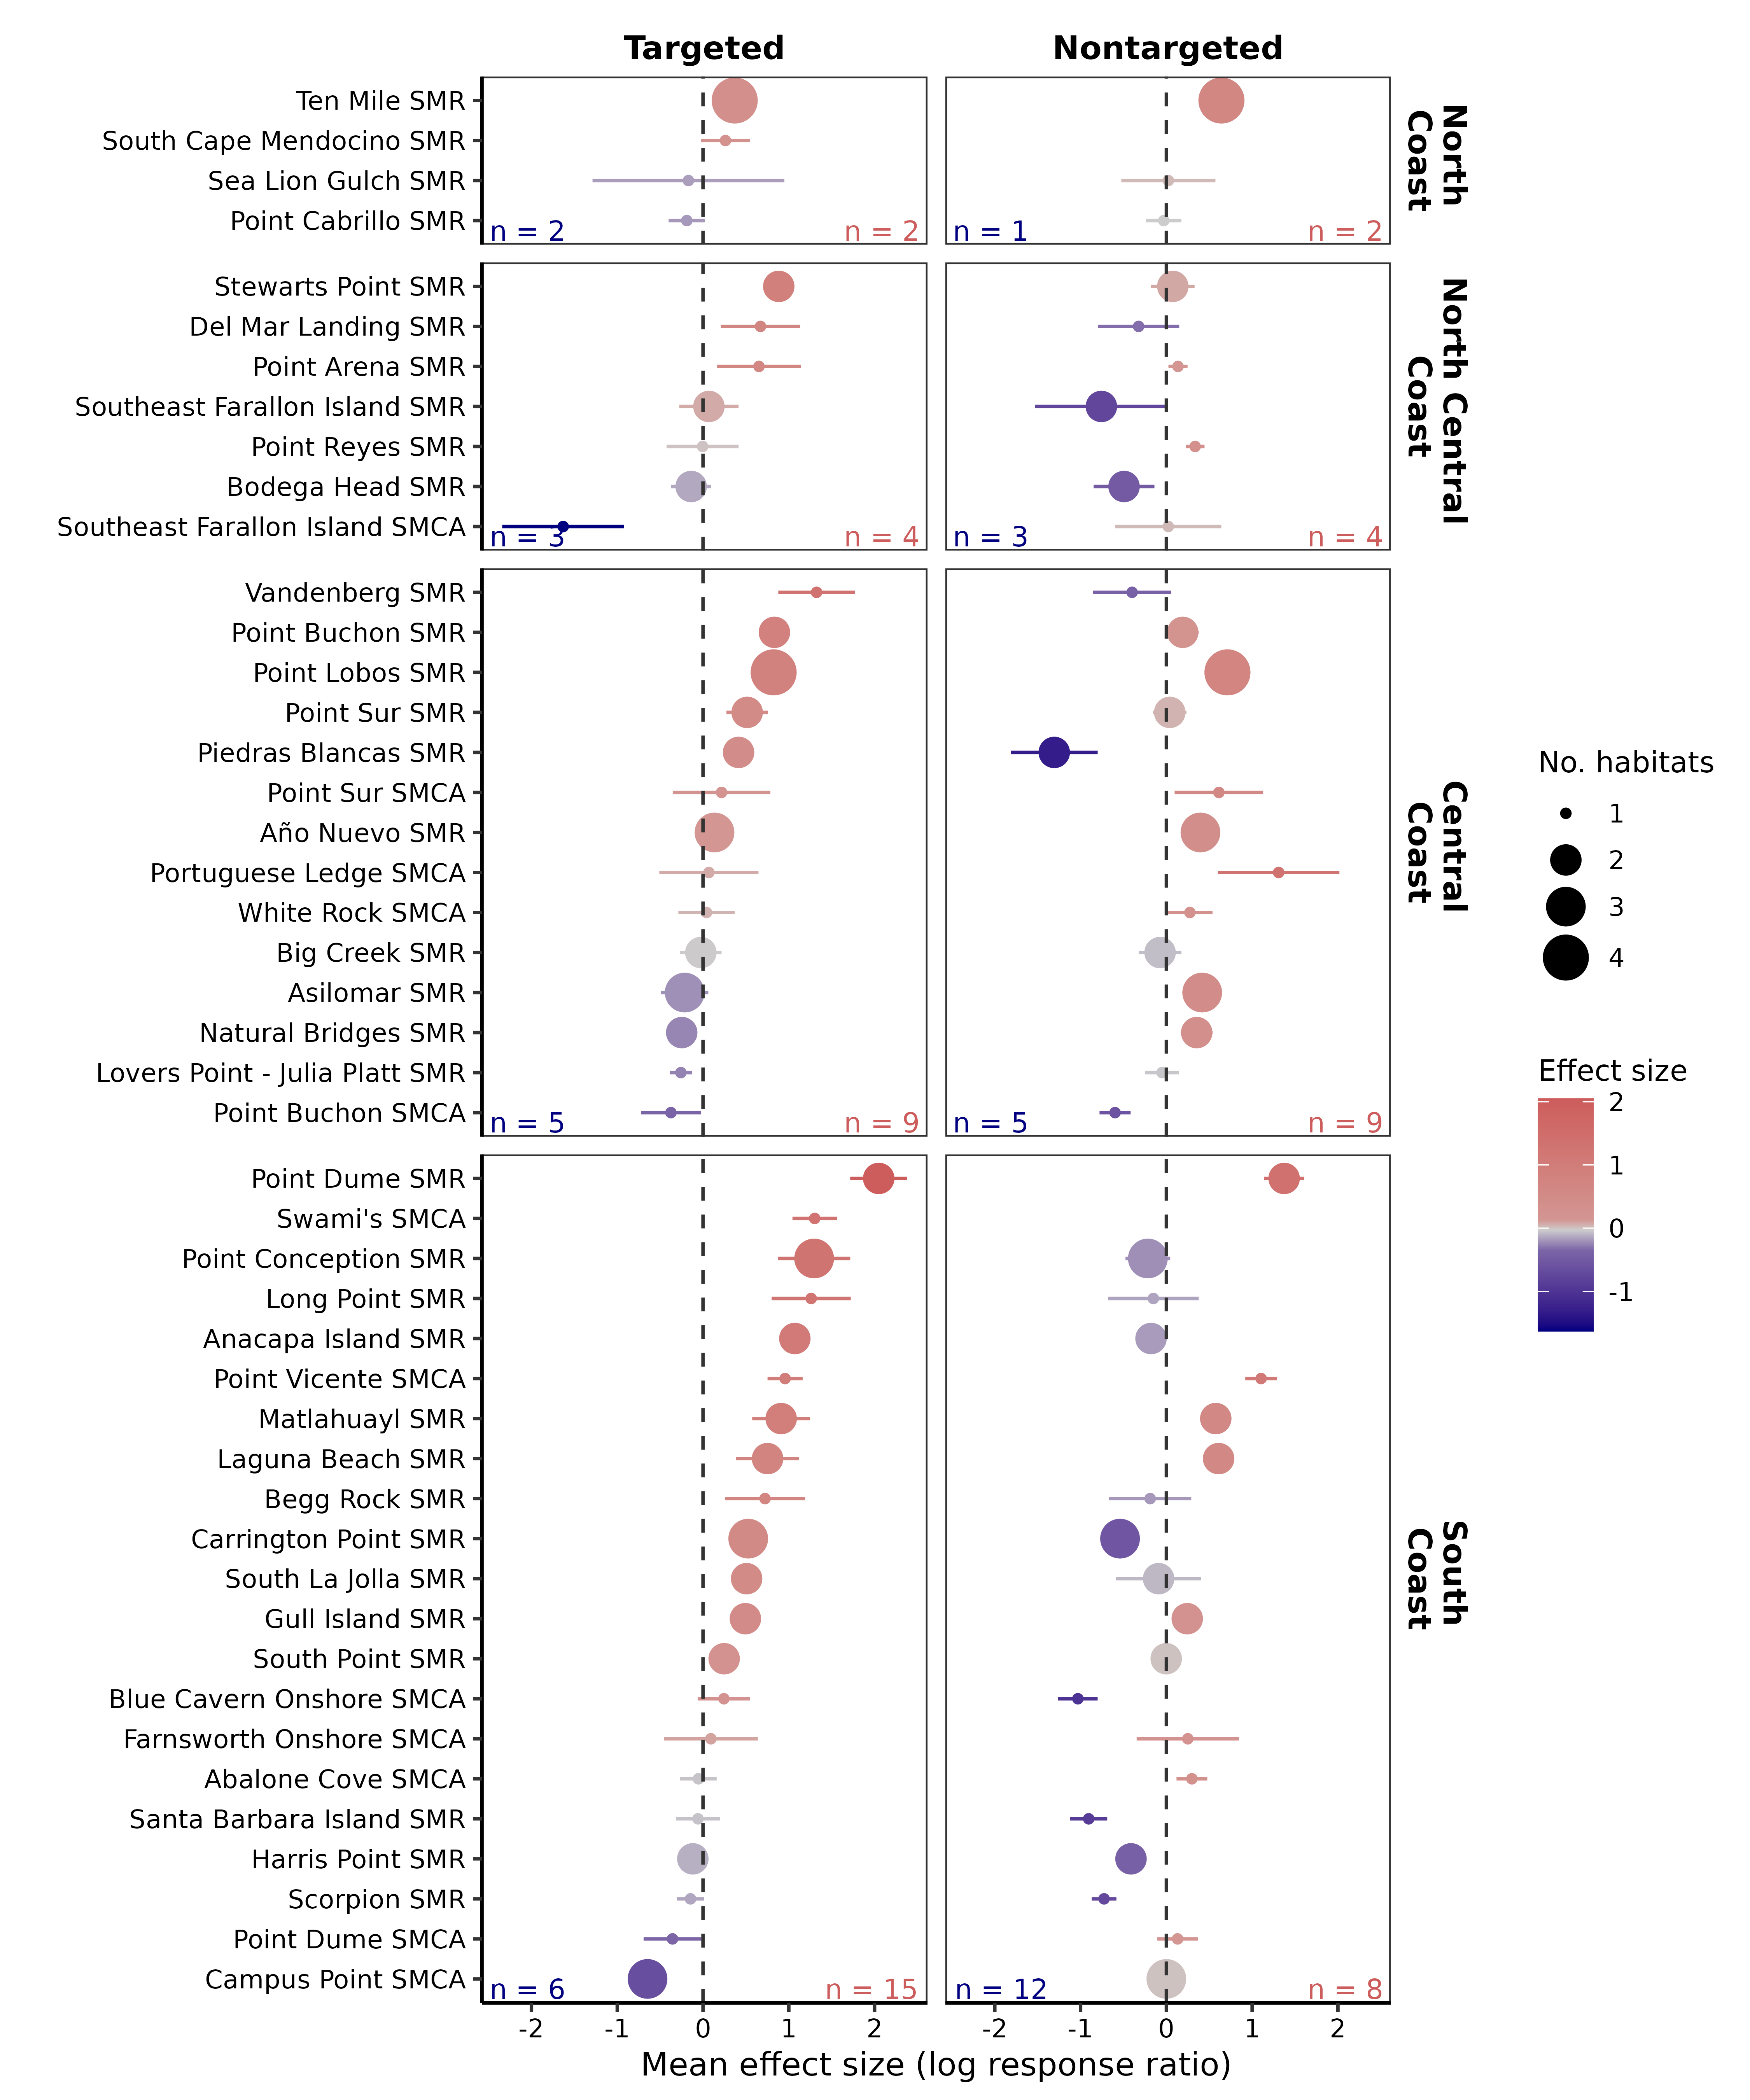 Targeted Nontargeted
Ten Mile SMR
South Cape Mendocino SMR
Sea Lion Gulch SMR
Point Cabrillo SMR
n = 2 n = 2 n = 1 n = 2
North
Coast
Stewarts Point SMR
Del Mar Landing SMR
Point Arena SMR
Southeast Farallon Island SMR
Point Reyes SMR
Bodega Head SMR
Southeast Farallon Island SMCA
n = 3 n = 4 n = 3 n = 4
North Central
Coast
Vandenberg SMR
Point Buchon SMR
Point Lobos SMR
Point Sur SMR
Piedras Blancas SMR
Point Sur SMCA
Año Nuevo SMR
Portuguese Ledge SMCA
White Rock SMCA
Big Creek SMR
Asilomar SMR
Natural Bridges SMR
Lovers Point - Julia Platt SMR
Point Buchon SMCA
n = 5 n = 9 n = 5 n = 9
Central
Coast
Point Dume SMR
Swami's SMCA
Point Conception SMR
Long Point SMR
Anacapa Island SMR
Point Vicente SMCA
Matlahuayl SMR
Laguna Beach SMR
Begg Rock SMR
Carrington Point SMR
South La Jolla SMR
Gull Island SMR
South Point SMR
Blue Cavern Onshore SMCA
Farnsworth Onshore SMCA
Abalone Cove SMCA
Santa Barbara Island SMR
Harris Point SMR
Scorpion SMR
Point Dume SMCA
Campus Point SMCA
n = 6 n = 15 n = 12 n = 8
South
Coast
-2 -1 0 1 2 -2 -1 0 1 2
Mean effect size (log response ratio)
No. habitats
1
2
3
4
Effect size
2
1
0
-1